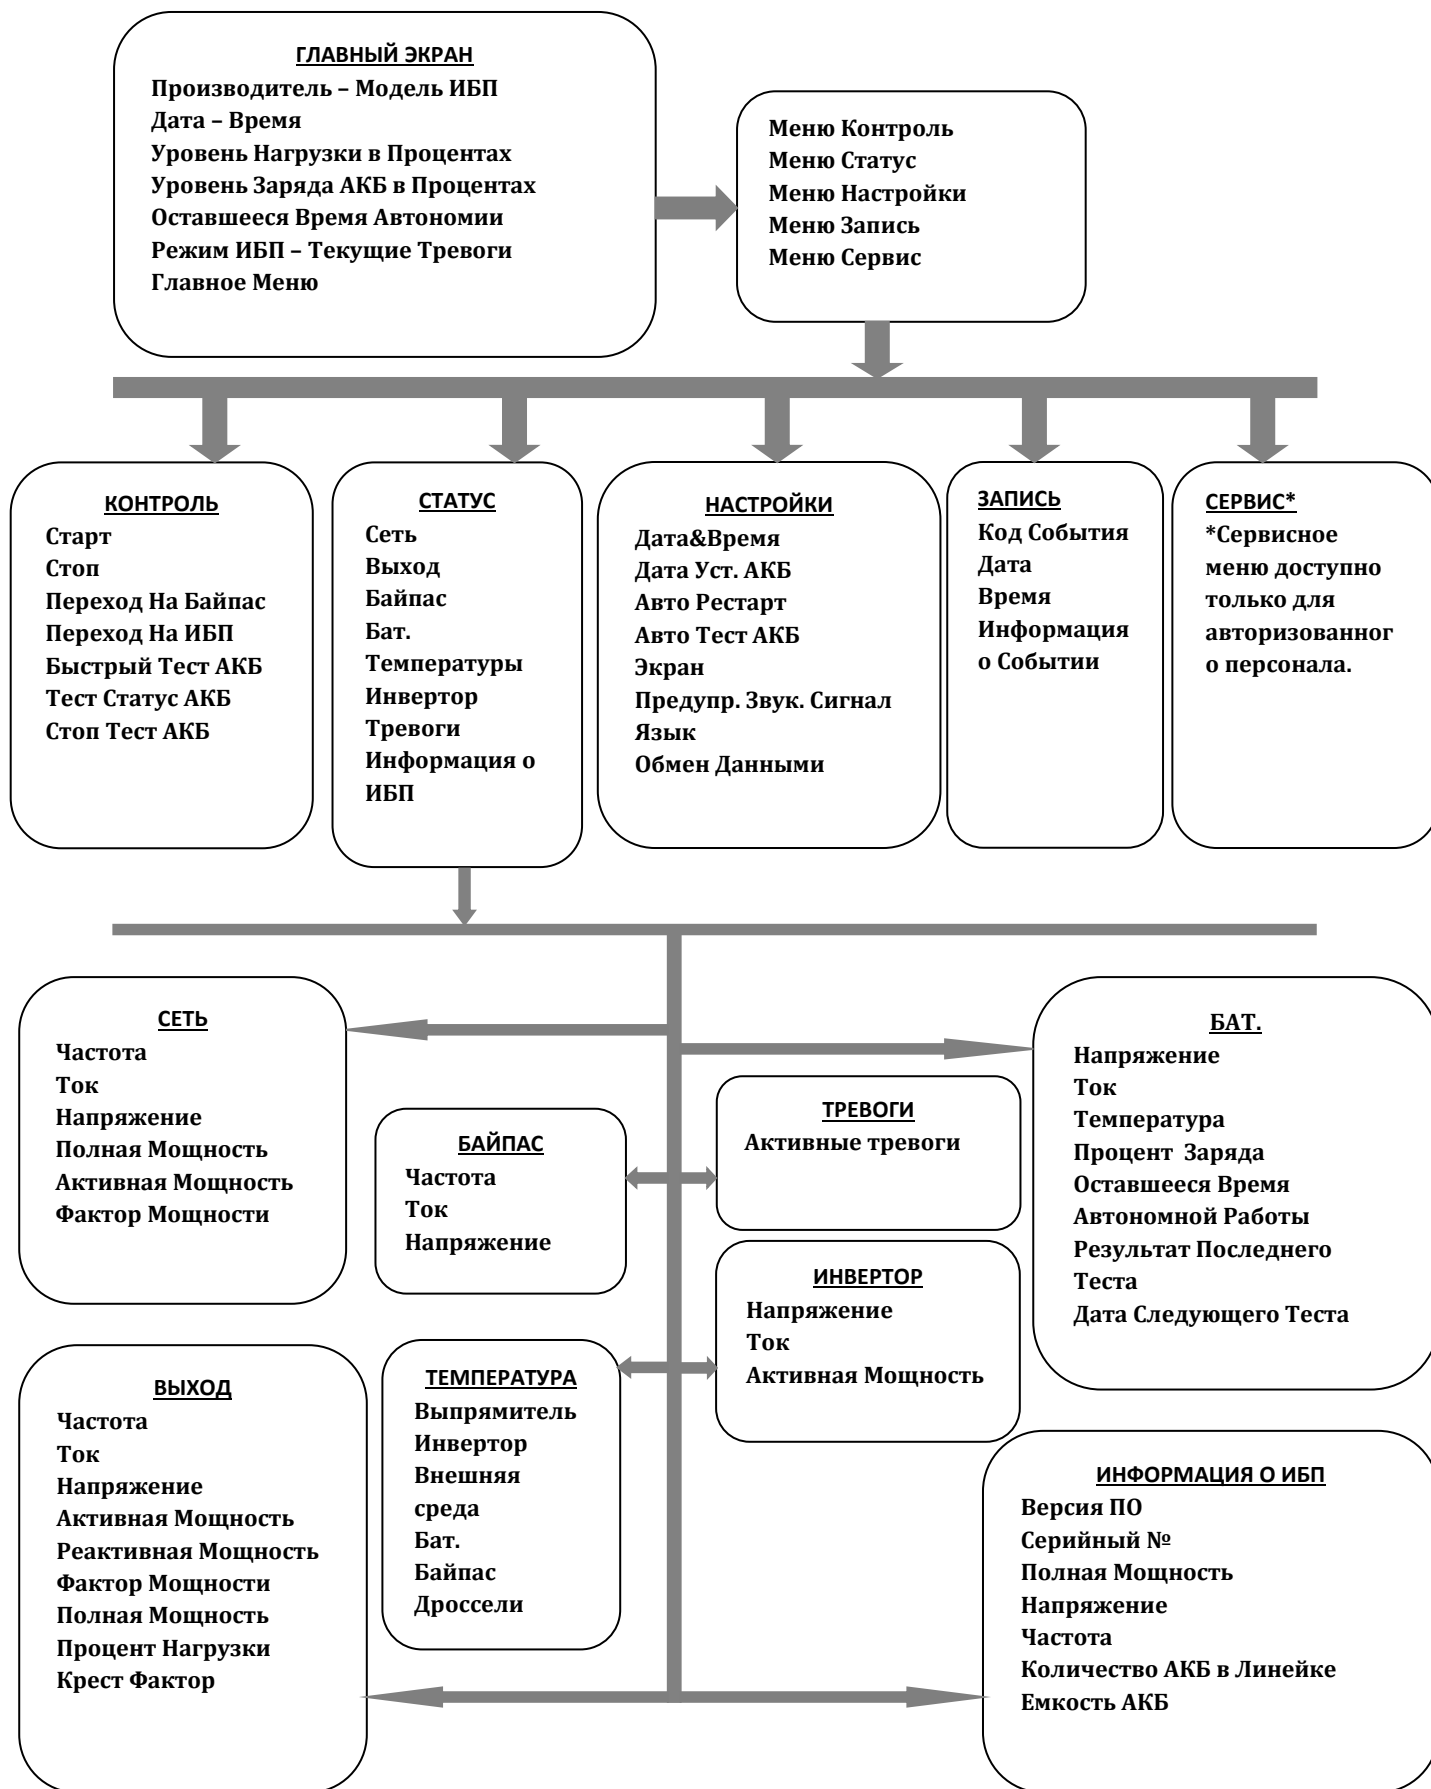 ГЛАВНЫЙ ЭКРАН
Производитель – Модель ИБП
Дата – Время
Уровень Нагрузки в Процентах
Уровень Заряда АКБ в Процентах
Оставшееся Время Автономии
Режим ИБП – Текущие Тревоги
Главное Меню
Меню Контроль
Меню Статус
Меню Настройки
Меню Запись
Меню Сервис
КОНТРОЛЬ
Старт
Стоп
Переход На Байпас
Переход На ИБП
Быстрый Тест АКБ
Тест Статус АКБ
Стоп Тест АКБ
СТАТУС
Сеть
Выход
Байпас
Бат.
Температуры
Инвертор
Тревоги
Информация о
ИБП
НАСТРОЙКИ
Дата&Время
Дата Уст. АКБ
Авто Рестарт
Авто Тест АКБ
Экран
Предупр. Звук. Сигнал
Язык
Обмен Данными
ЗАПИСЬ
Код События
Дата
Время
Информация
о Событии
СЕРВИС*
*Сервисное
меню доступно
только для
авторизованног
о персонала.
СЕТЬ
Частота
Ток
Напряжение
Полная Мощность
Активная Мощность
Фактор Мощности
БАЙПАС
Частота
Ток
Напряжение
ТРЕВОГИ
Активные тревоги
БАТ.
Напряжение
Ток
Температура
Процент  Заряда
Оставшееся Время
Автономной Работы
Результат Последнего
Теста
Дата Следующего Теста
ИНВЕРТОР
Напряжение
Ток
Активная Мощность
ВЫХОД
Частота
Ток
Напряжение
Активная Мощность
Реактивная Мощность
Фактор Мощности
Полная Мощность
Процент Нагрузки
Крест Фактор
ТЕМПЕРАТУРА
Выпрямитель
Инвертор
Внешняя
среда
Бат.
Байпас
Дроссели
ИНФОРМАЦИЯ О ИБП
Версия ПО
Серийный №
Полная Мощность
Напряжение
Частота
Количество АКБ в Линейке
Емкость АКБ